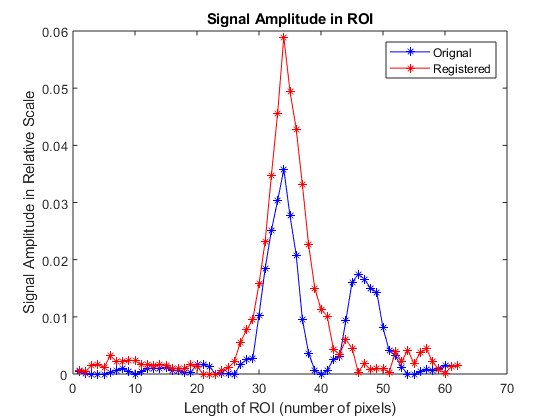 Signal Amplitude in ROI
Orignal
Registered
Signal Amplitude in Relative Scale
0.06
0.05
0.04
0.03
0.02
0.01
0
0 10 20 30 40 50 60 70
Length of ROI (number of pixels)